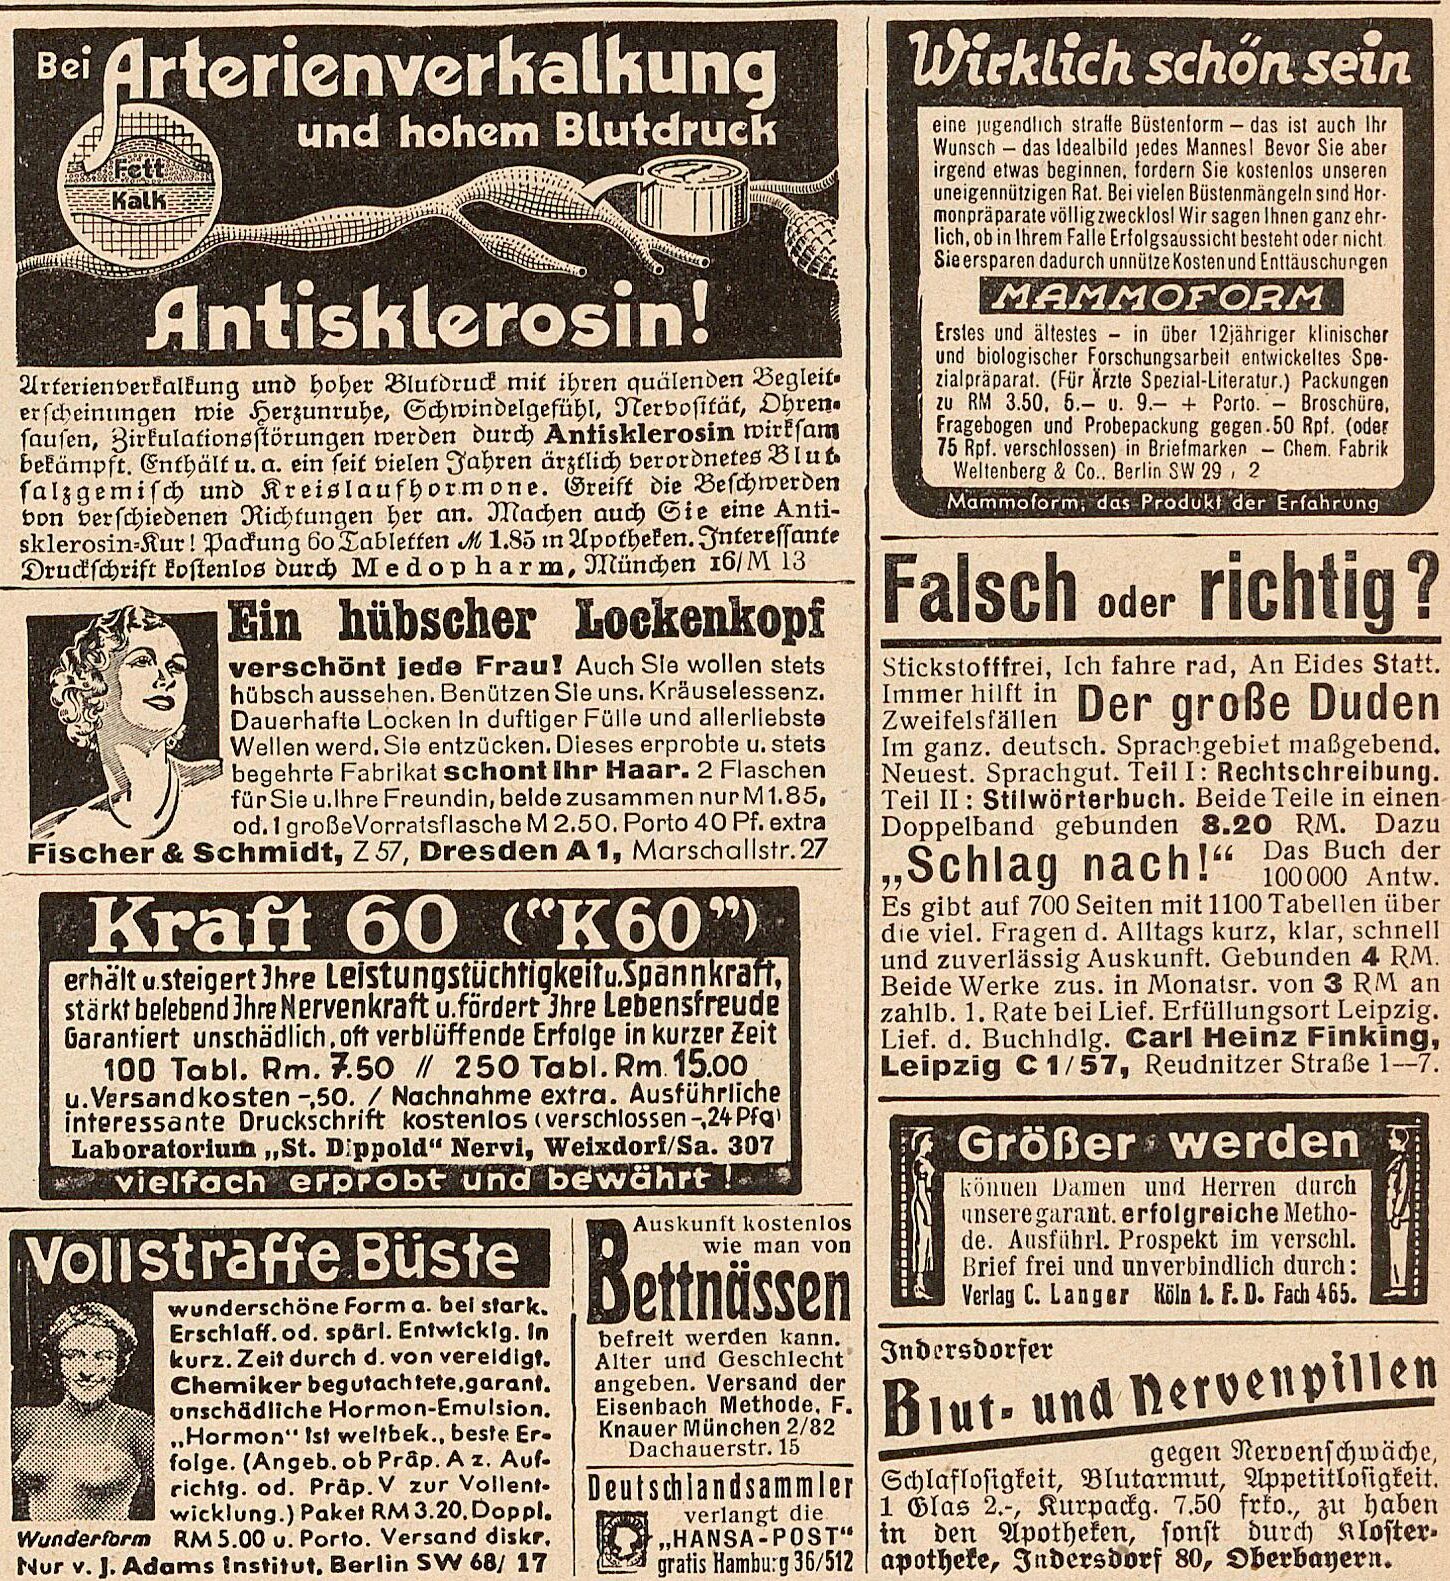 Bei Arterienverkalkung
und hohem Blutdruck
Fett
Kalk
Antisklerosin!
Arterienverkalkung und hoher Blutdruck mit ihren quälenden Begleit-
erscheinungen wie Herzunruhe, Schwindelgefühl, Nervosität, Ohren-
sausen, Zirkulationsstörungen werden durch Antisklerosin wirksam
bekämpft. Enthält u. a. ein seit vielen Jahren ärztlich verordnetes Blut-
salzgemisch und Kreislaufhormone. Greift die Beschwerden
von verschiedenen Richtungen her an. Machen auch Sie eine Anti-
sklerosin-Kur! Packung 60 Tabletten M 1.85 in Apotheken. Interessante
Druckschrift kostenlos durch Medopharm, München 16/M 13
Ein hübscher Lockenkopf
verschönt jede Frau! Auch Sie wollen stets
hübsch aussehen. Benützen Sie uns. Kräuselessenz.
Dauerhafte Locken in duftiger Fülle und allerliebste
Wellen werd. Sie entzücken. Dieses erprobte u. stets
begehrte Fabrikat schont Ihr Haar. 2 Flaschen
für Sie u. Ihre Freundin, beide zusammen nur M 1.85,
od. 1 große Vorratsflasche M 2.50. Porto 40 Pf. extra
Fischer & Schmidt, Z 57, Dresden A 1, Marschallstr. 27
Kraft 60 ("K60")
erhält u. steigert Ihre Leistungstüchtigkeit u. Spannkraft,
stärkt belebend Ihre Nervenkraft u. fördert Ihre Lebensfreude
Garantiert unschädlich, oft verblüffende Erfolge in kurzer Zeit
100 Tabl. Rm. 7.50 // 250 Tabl. Rm. 15.00
u. Versandkosten -,50. / Nachnahme extra. Ausführliche
interessante Druckschrift kostenlos (verschlossen -,24 Pfg)
Laboratorium „St. Dippold“ Nervi, Weixdorf/Sa. 307
vielfach erprobt und bewährt!
Vollstraffe Büste
wunderschöne Form a. bei stark.
Erschlaff. od. spärl. Entwicklg. in
kurz. Zeit durch d. von vereidigt.
Chemiker begutachtete, garant.
unschädliche Hormon-Emulsion.
„Hormon“ ist weltbek., beste Er-
folge. (Angeb. ob Präp. A z. Auf-
richtg. od. Präp. V zur Vollent-
wicklung.) Paket RM 3.20, Doppl.
Wunderform RM 5.00 u. Porto. Versand diskr.
Nur v. J. Adams Institut, Berlin SW 68/ 17
Auskunft kostenlos
wie man von
Bettnässen
befreit werden kann.
Alter und Geschlecht
angeben. Versand der
Eisenbach Methode, F.
Knauer München 2/82
Dachauerstr. 15
Deutschlandsammler
verlangt die
„HANSA-POST“
gratis Hamburg 36/512
Wirklich schön sein
eine jugendlich straffe Büstenform – das ist auch Ihr
Wunsch – das Idealbild jedes Mannes! Bevor Sie aber
irgend etwas beginnen, fordern Sie kostenlos unseren
uneigennützigen Rat. Bei vielen Büstenmängeln sind Hor-
monpräparate völlig zwecklos! Wir sagen Ihnen ganz ehr-
lich, ob in Ihrem Falle Erfolgsaussicht besteht oder nicht
Sie ersparen dadurch unnütze Kosten und Enttäuschungen
MAMMOFORM
Erstes und ältestes – in über 12jähriger klinischer
und biologischer Forschungsarbeit entwickeltes Spe-
zialpräparat. (Für Ärzte Spezial-Literatur.) Packungen
zu RM 3.50, 5.– u. 9.– + Porto. – Broschüre,
Fragebogen und Probepackung gegen -50 Rpf. (oder
75 Rpf. verschlossen) in Briefmarken – Chem. Fabrik
Weltenberg & Co., Berlin SW 29 / 2
Mammoform, das Produkt der Erfahrung
Falsch oder richtig?
Stickstofffrei, Ich fahre rad, An Eides Statt.
Immer hilft in
Zweifelsfällen Der große Duden
Im ganz. deutsch. Sprachgebiet maßgebend.
Neuest. Sprachgut. Teil I: Rechtschreibung.
Teil II: Stilwörterbuch. Beide Teile in einen
Doppelband gebunden 8.20 RM. Dazu
„Schlag nach!“ Das Buch der
100000 Antw.
Es gibt auf 700 Seiten mit 1100 Tabellen über
die viel. Fragen d. Alltags kurz, klar, schnell
und zuverlässig Auskunft. Gebunden 4 RM.
Beide Werke zus. in Monatsr. von 3 RM an
zahlb. 1. Rate bei Lief. Erfüllungsort Leipzig.
Lief. d. Buchhdlg. Carl Heinz Finking,
Leipzig C 1/57, Reudnitzer Straße 1—7.
Größer werden
können Damen und Herren durch
unsere garant. erfolgreiche Metho-
de. Ausführl. Prospekt im verschl.
Brief frei und unverbindlich durch:
Verlag C. Langer Köln 1. F. D. Fach 465.
Indersdorfer
Blut- und Nervenpillen
gegen Nervenschwäche,
Schlaflosigkeit, Blutarmut, Appetitlosigkeit.
1 Glas 2.-, Kurpackg. 7.50 frko., zu haben
in den Apotheken, sonst durch Kloster-
apotheke, Indersdorf 80, Oberbayern.